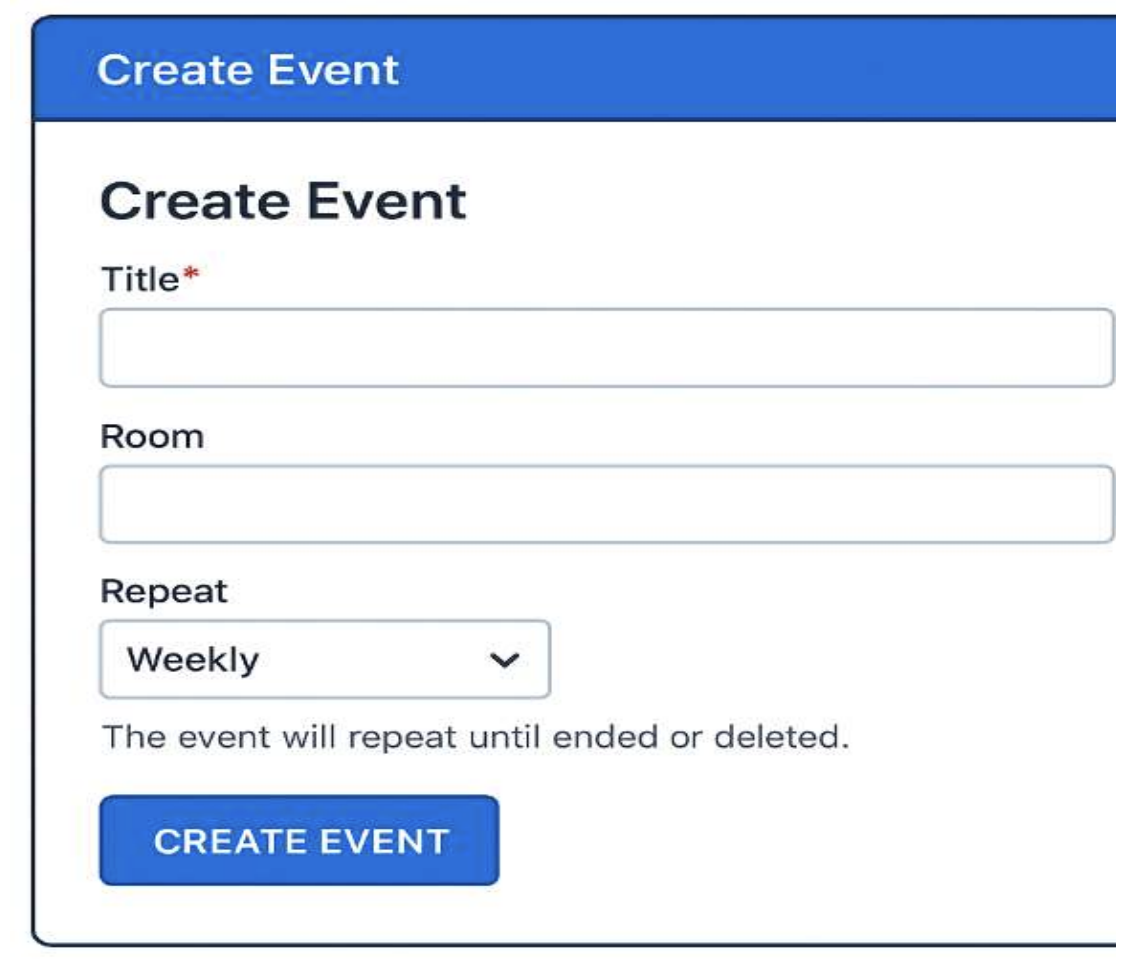 Create Event
Create Event
Title*
Room
Repeat
Weekly
The event will repeat until ended or deleted.
CREATE EVENT